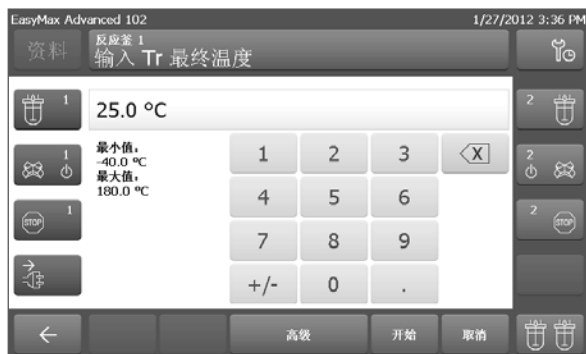 EasyMax Advanced 102
1/27/2012 3:36 PM
资料
反应釜 1
输入 Tr 最终温度
1
25.0 °C
2
最小值:
-40.0 °C
最大值:
180.0 °C
1
2
3
X
1
2
4
5
6
STOP
1
2
STOP
7
8
9
+/-
0
.
高级
开始
取消